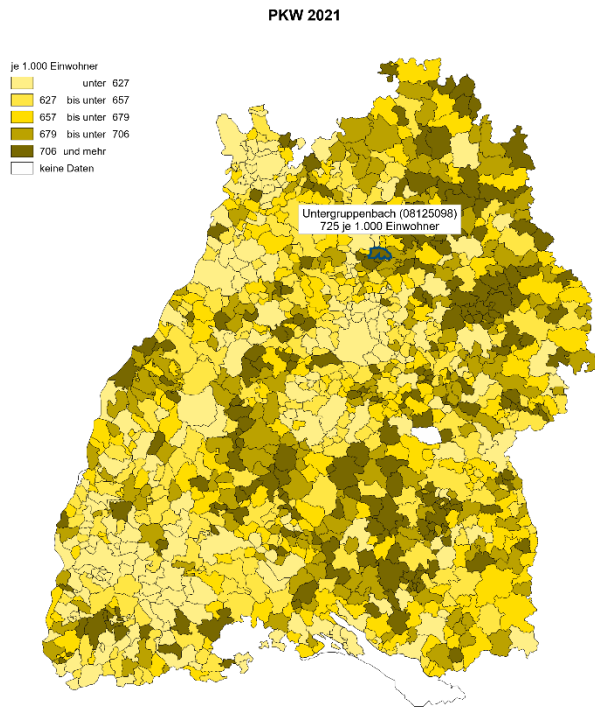 PKW 2021
je 1.000 Einwohner
unter 627
627 bis unter 657
657 bis unter 679
679 bis unter 706
706 und mehr
keine Daten
Untergruppenbach (08125098)
725 je 1.000 Einwohner